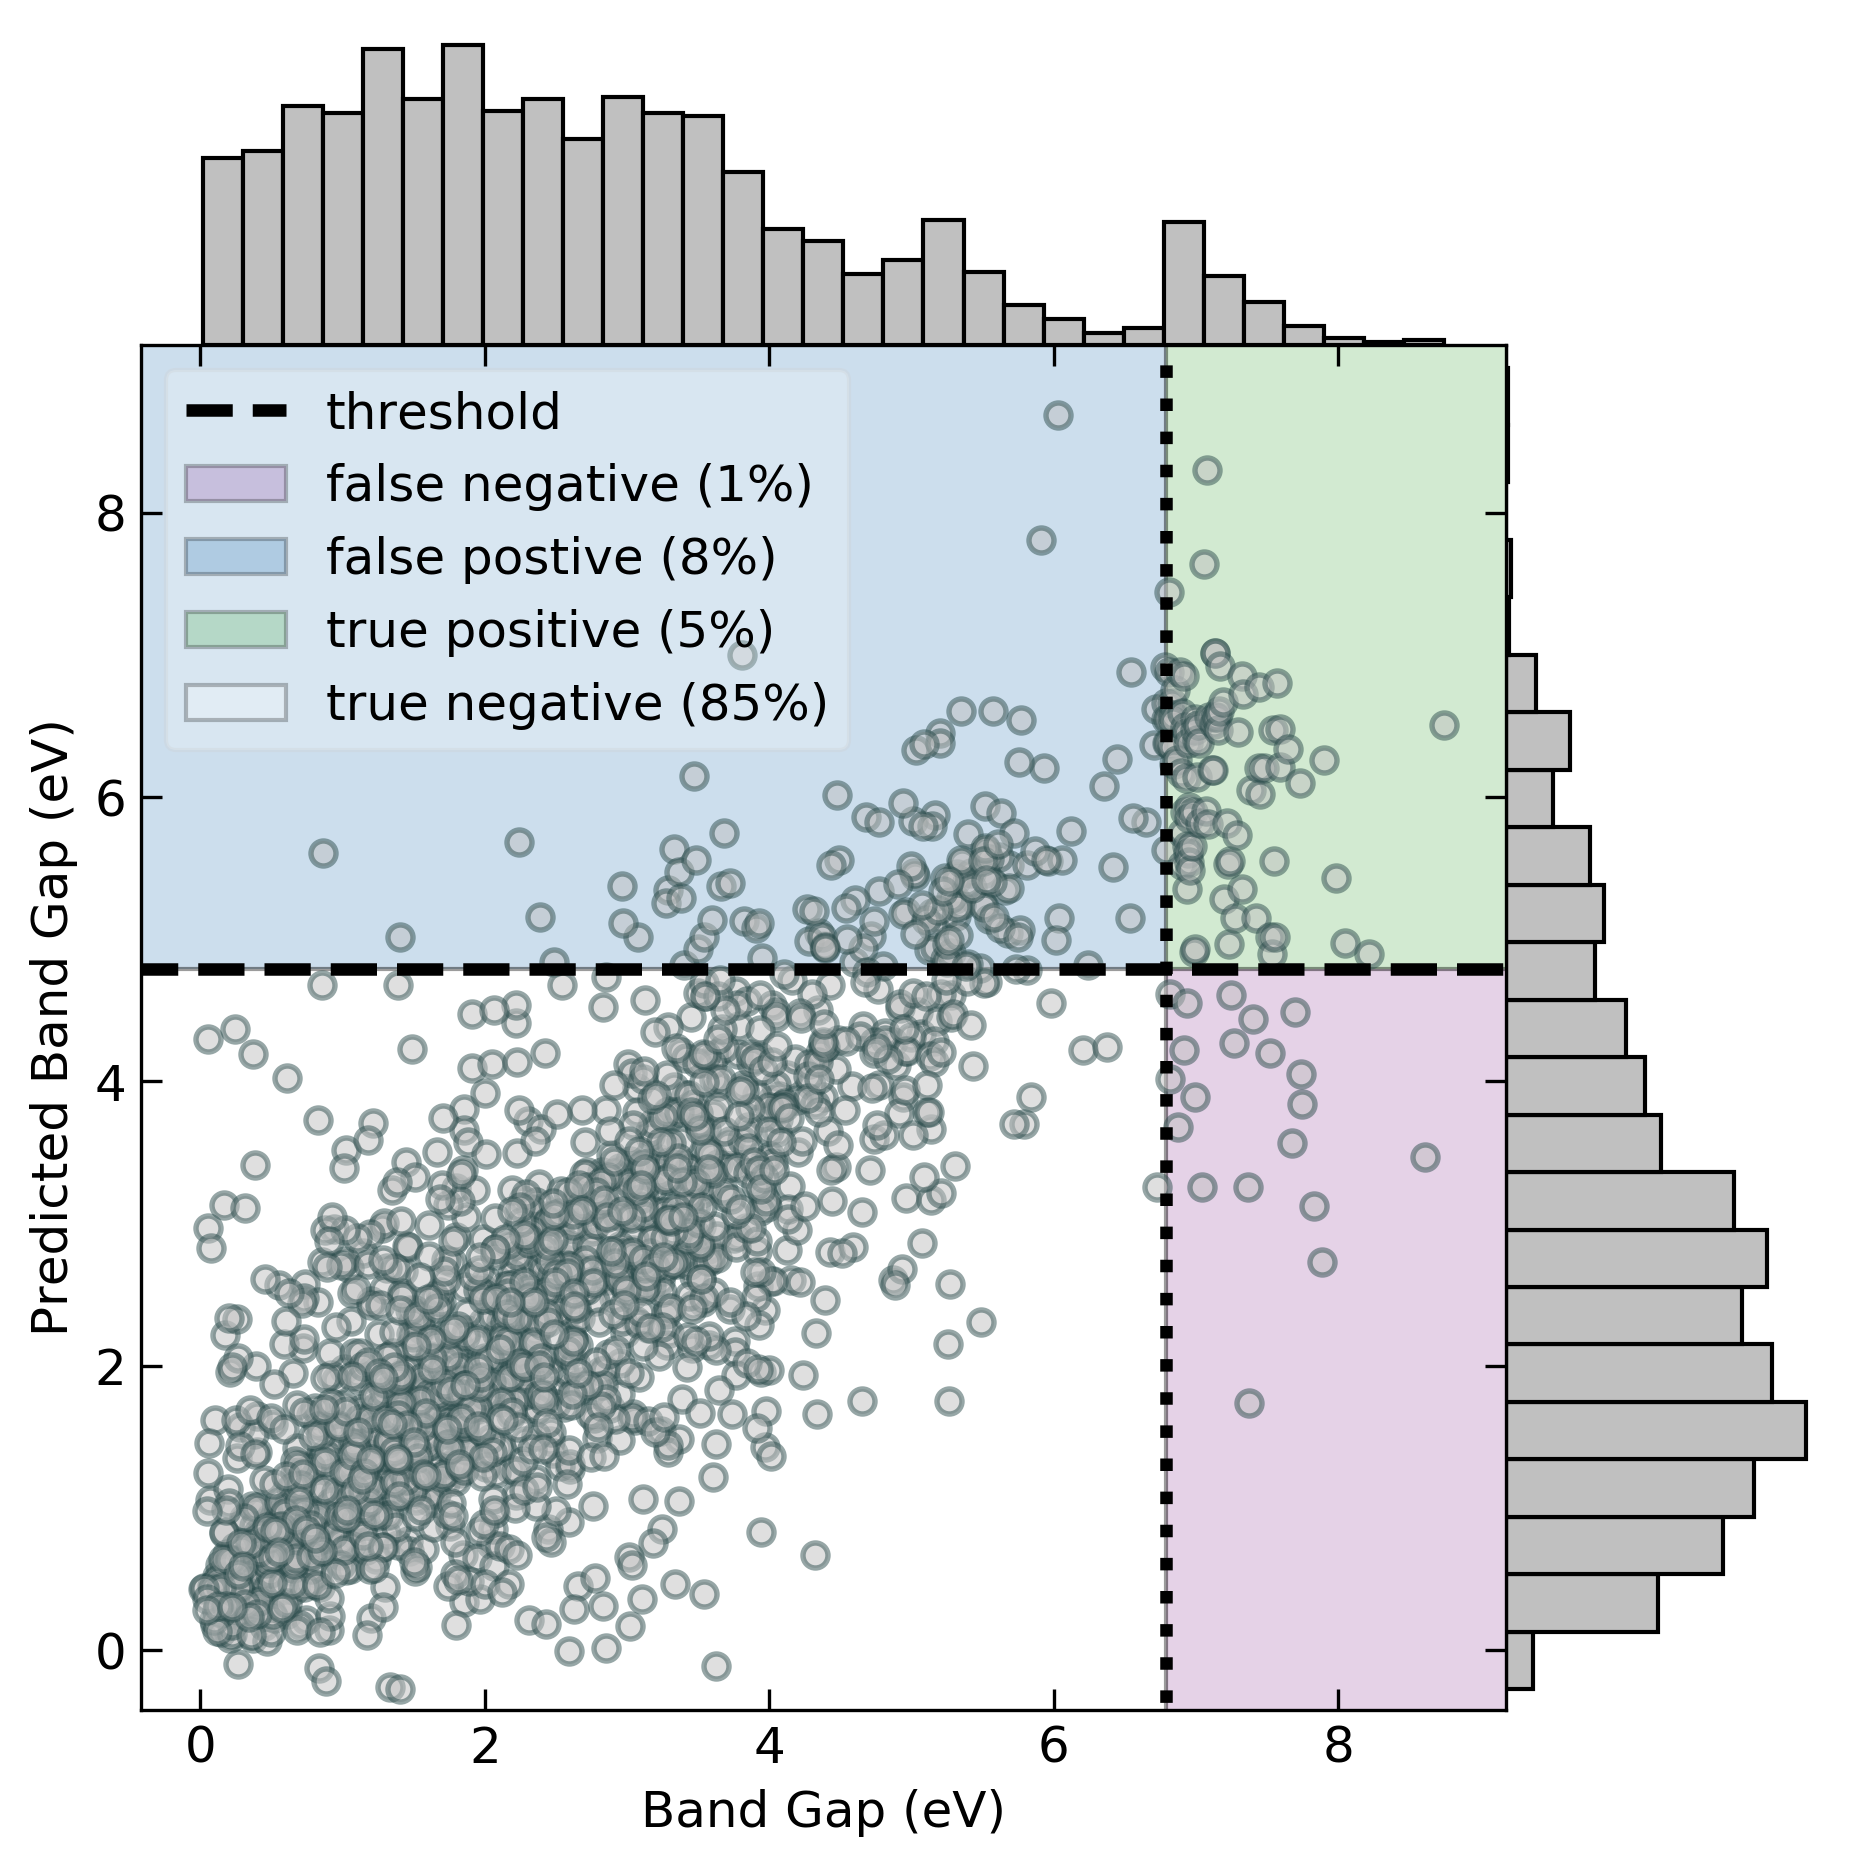 threshold
false negative (1%)
false postive (8%)
true positive (5%)
true negative (85%)
8
6
4
2
0
Predicted Band Gap (eV)
0 2 4 6 8
Band Gap (eV)